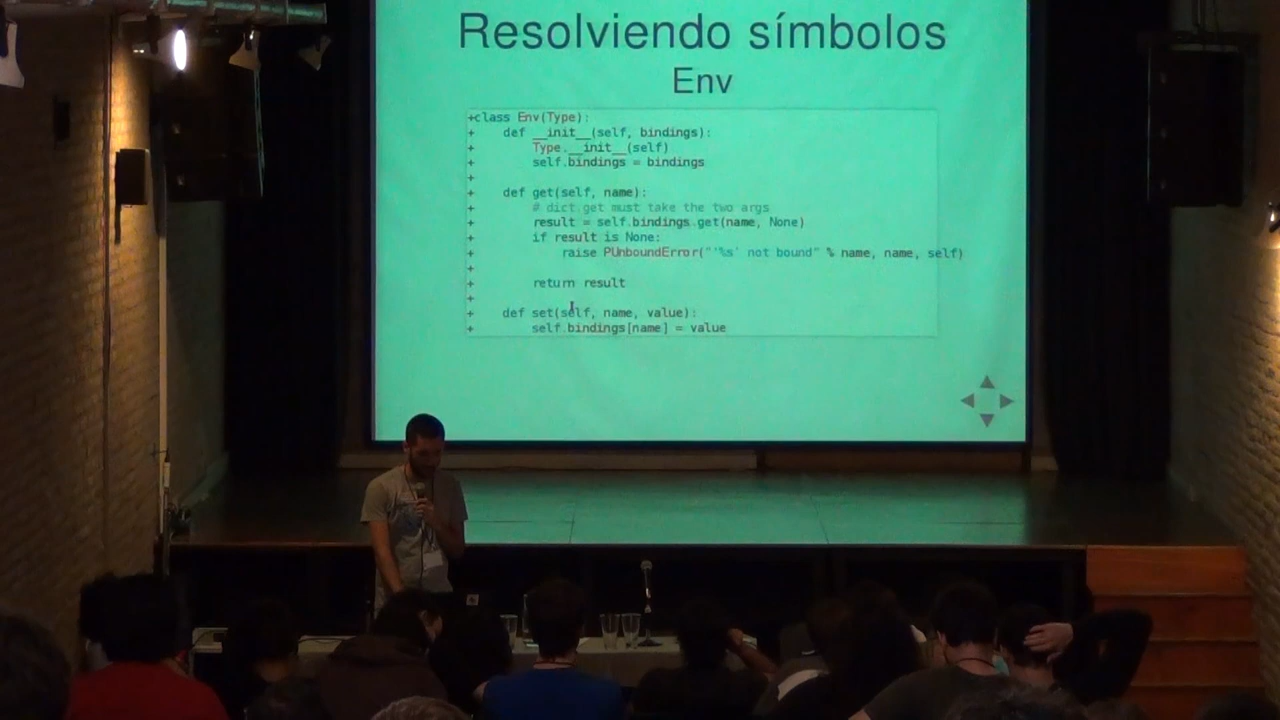 Resolviendo símbolos
Env
+class Env(Type):
+    def __init__(self, bindings):
+        Type.__init__(self)
+        self.bindings = bindings
+
+    def get(self, name):
+        # dict.get must take the two args
+        result = self.bindings.get(name, None)
+        if result is None:
+            raise PUnboundError("'%s' not bound" % name, name, self)
+
+        return result
+
+    def set(self, name, value):
+        self.bindings[name] = value